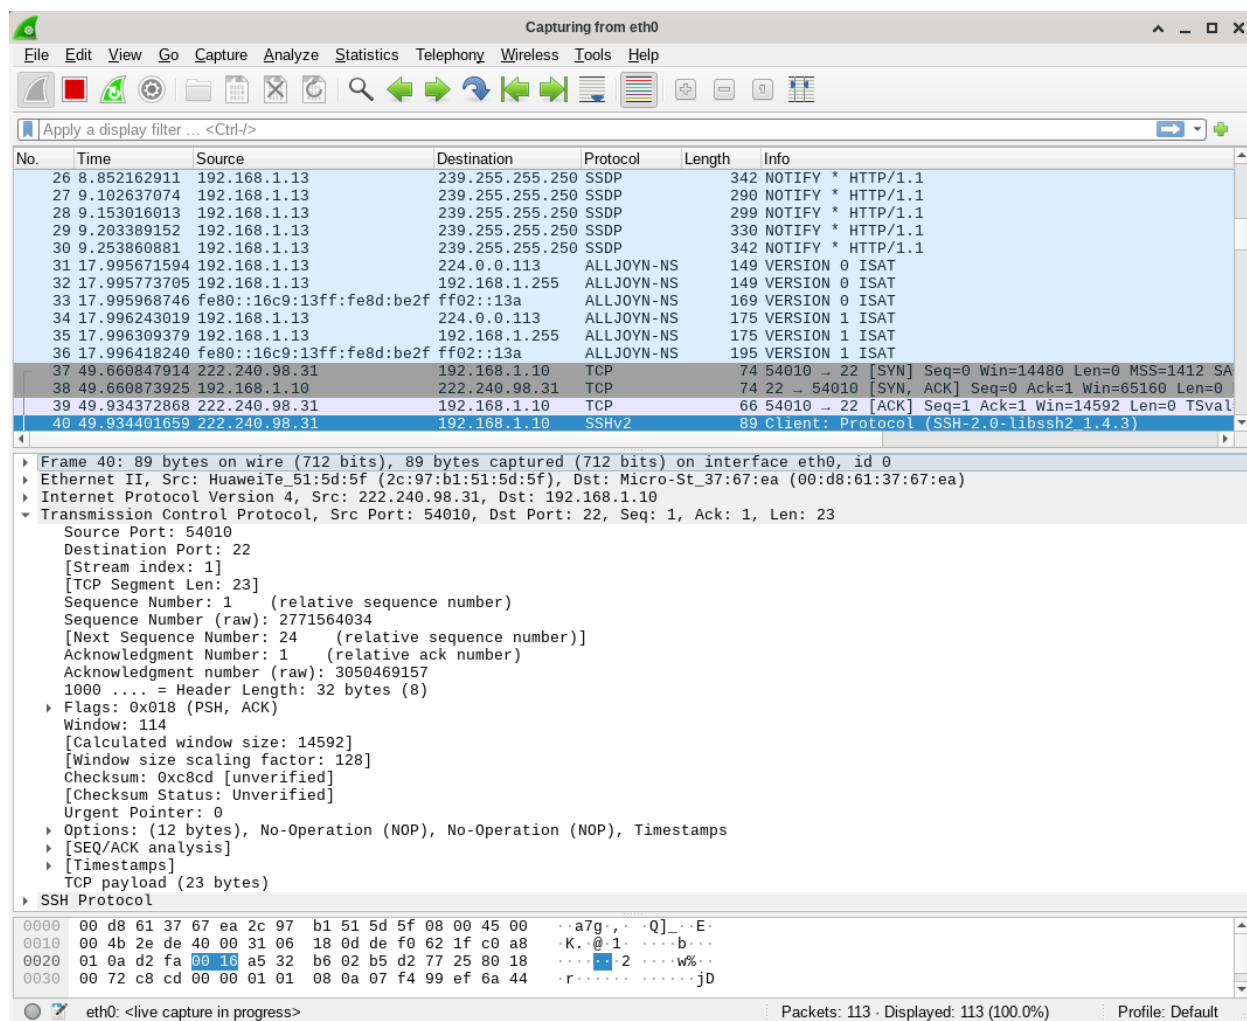 Capturing from eth0
File Edit View Go Capture Analyze Statistics Telephony Wireless Tools Help
Apply a display filter ... <Ctrl-/>
No. Time Source Destination Protocol Length Info
26 8.852162911 192.168.1.13 239.255.255.250 SSDP 342 NOTIFY * HTTP/1.1
27 9.102637074 192.168.1.13 239.255.255.250 SSDP 290 NOTIFY * HTTP/1.1
28 9.153016013 192.168.1.13 239.255.255.250 SSDP 299 NOTIFY * HTTP/1.1
29 9.203389152 192.168.1.13 239.255.255.250 SSDP 330 NOTIFY * HTTP/1.1
30 9.253860881 192.168.1.13 239.255.255.250 SSDP 342 NOTIFY * HTTP/1.1
31 17.995671594 192.168.1.13 224.0.0.113 ALLJOYN-NS 149 VERSION 0 ISAT
32 17.995773705 192.168.1.13 192.168.1.255 ALLJOYN-NS 149 VERSION 0 ISAT
33 17.995968746 fe80::16c9:13ff:fe8d:be2f ff02::13a ALLJOYN-NS 169 VERSION 0 ISAT
34 17.996243019 192.168.1.13 224.0.0.113 ALLJOYN-NS 175 VERSION 1 ISAT
35 17.996309379 192.168.1.13 192.168.1.255 ALLJOYN-NS 175 VERSION 1 ISAT
36 17.996418240 fe80::16c9:13ff:fe8d:be2f ff02::13a ALLJOYN-NS 195 VERSION 1 ISAT
37 49.660847914 222.240.98.31 192.168.1.10 TCP 74 54010 → 22 [SYN] Seq=0 Win=14480 Len=0 MSS=1412 SA
38 49.660873925 192.168.1.10 222.240.98.31 TCP 74 22 → 54010 [SYN, ACK] Seq=0 Ack=1 Win=65160 Len=0
39 49.934372868 222.240.98.31 192.168.1.10 TCP 66 54010 → 22 [ACK] Seq=1 Ack=1 Win=14592 Len=0 TSval
40 49.934401659 222.240.98.31 192.168.1.10 SSHv2 89 Client: Protocol (SSH-2.0-libssh2_1.4.3)
Frame 40: 89 bytes on wire (712 bits), 89 bytes captured (712 bits) on interface eth0, id 0
Ethernet II, Src: HuaweiTe_51:5d:5f (2c:97:b1:51:5d:5f), Dst: Micro-St_37:67:ea (00:d8:61:37:67:ea)
Internet Protocol Version 4, Src: 222.240.98.31, Dst: 192.168.1.10
Transmission Control Protocol, Src Port: 54010, Dst Port: 22, Seq: 1, Ack: 1, Len: 23
Source Port: 54010
Destination Port: 22
[Stream index: 1]
[TCP Segment Len: 23]
Sequence Number: 1 (relative sequence number)
Sequence Number (raw): 2771564034
[Next Sequence Number: 24 (relative sequence number)]
Acknowledgment Number: 1 (relative ack number)
Acknowledgment number (raw): 3050469157
1000 .... = Header Length: 32 bytes (8)
Flags: 0x018 (PSH, ACK)
Window: 114
[Calculated window size: 14592]
[Window size scaling factor: 128]
Checksum: 0xc8cd [unverified]
[Checksum Status: Unverified]
Urgent Pointer: 0
Options: (12 bytes), No-Operation (NOP), No-Operation (NOP), Timestamps
[SEQ/ACK analysis]
[Timestamps]
TCP payload (23 bytes)
SSH Protocol
0000 00 d8 61 37 67 ea 2c 97 b1 51 5d 5f 08 00 45 00 ··a7g·,· ·Q]_··E·
0010 00 4b 2e de 40 00 31 06 18 0d de f0 62 1f c0 a8 ·K.·@·1· ····b···
0020 01 0a d2 fa 00 16 a5 32 b6 02 b5 d2 77 25 80 18 ·······2 ····w%··
0030 00 72 c8 cd 00 00 01 01 08 0a 07 f4 99 ef 6a 44 ·r······ ······jD
eth0: <live capture in progress> Packets: 113 · Displayed: 113 (100.0%) Profile: Default